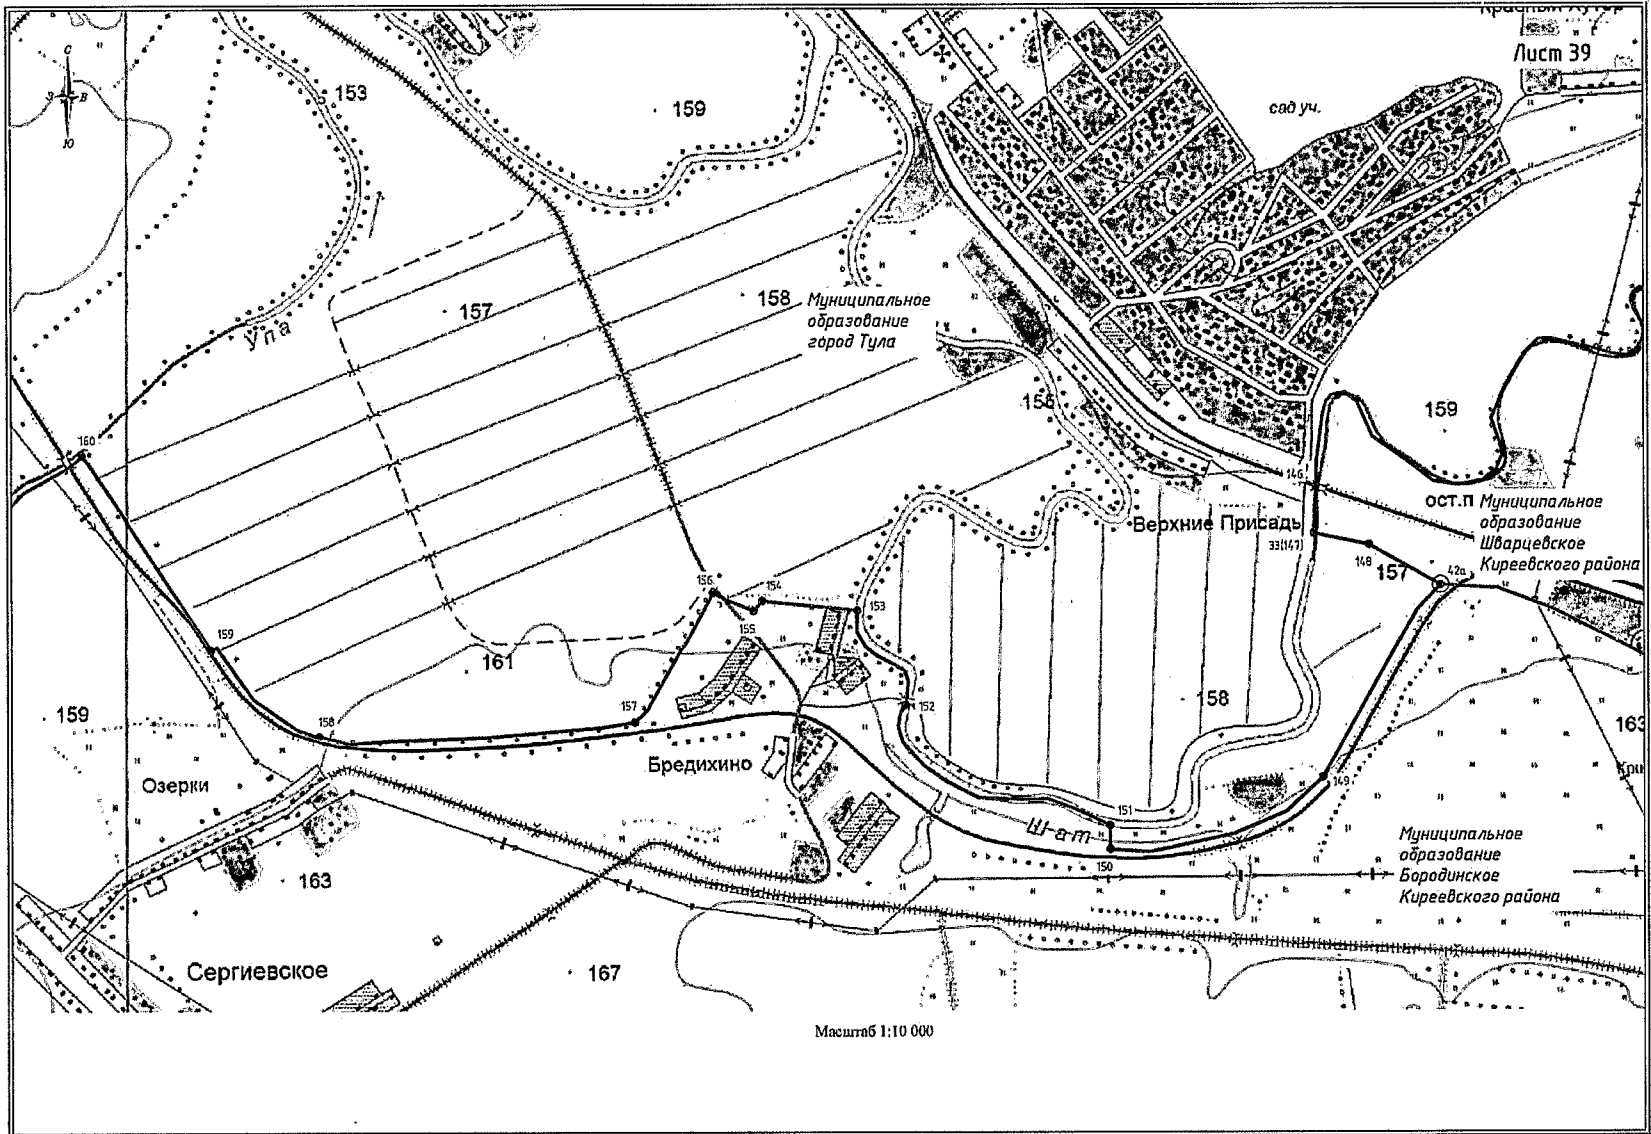 Лист 39
С
З
В
Ю
153
159
сад уч.
Упа
157
158
Муниципальное
образование
город Тула
159
160
146
ост.п
Муниципальное
образование
Шварцевское
Киреевского района
Верхние Присады
33(147)
148
157
42а
156
154
153
155
159
161
157
158
152
158
159
163
Озерки
Бредихино
149
151
Шат
150
Муниципальное
образование
Бородинское
Киреевского района
163
Сергиевское
167
Масштаб 1:10 000